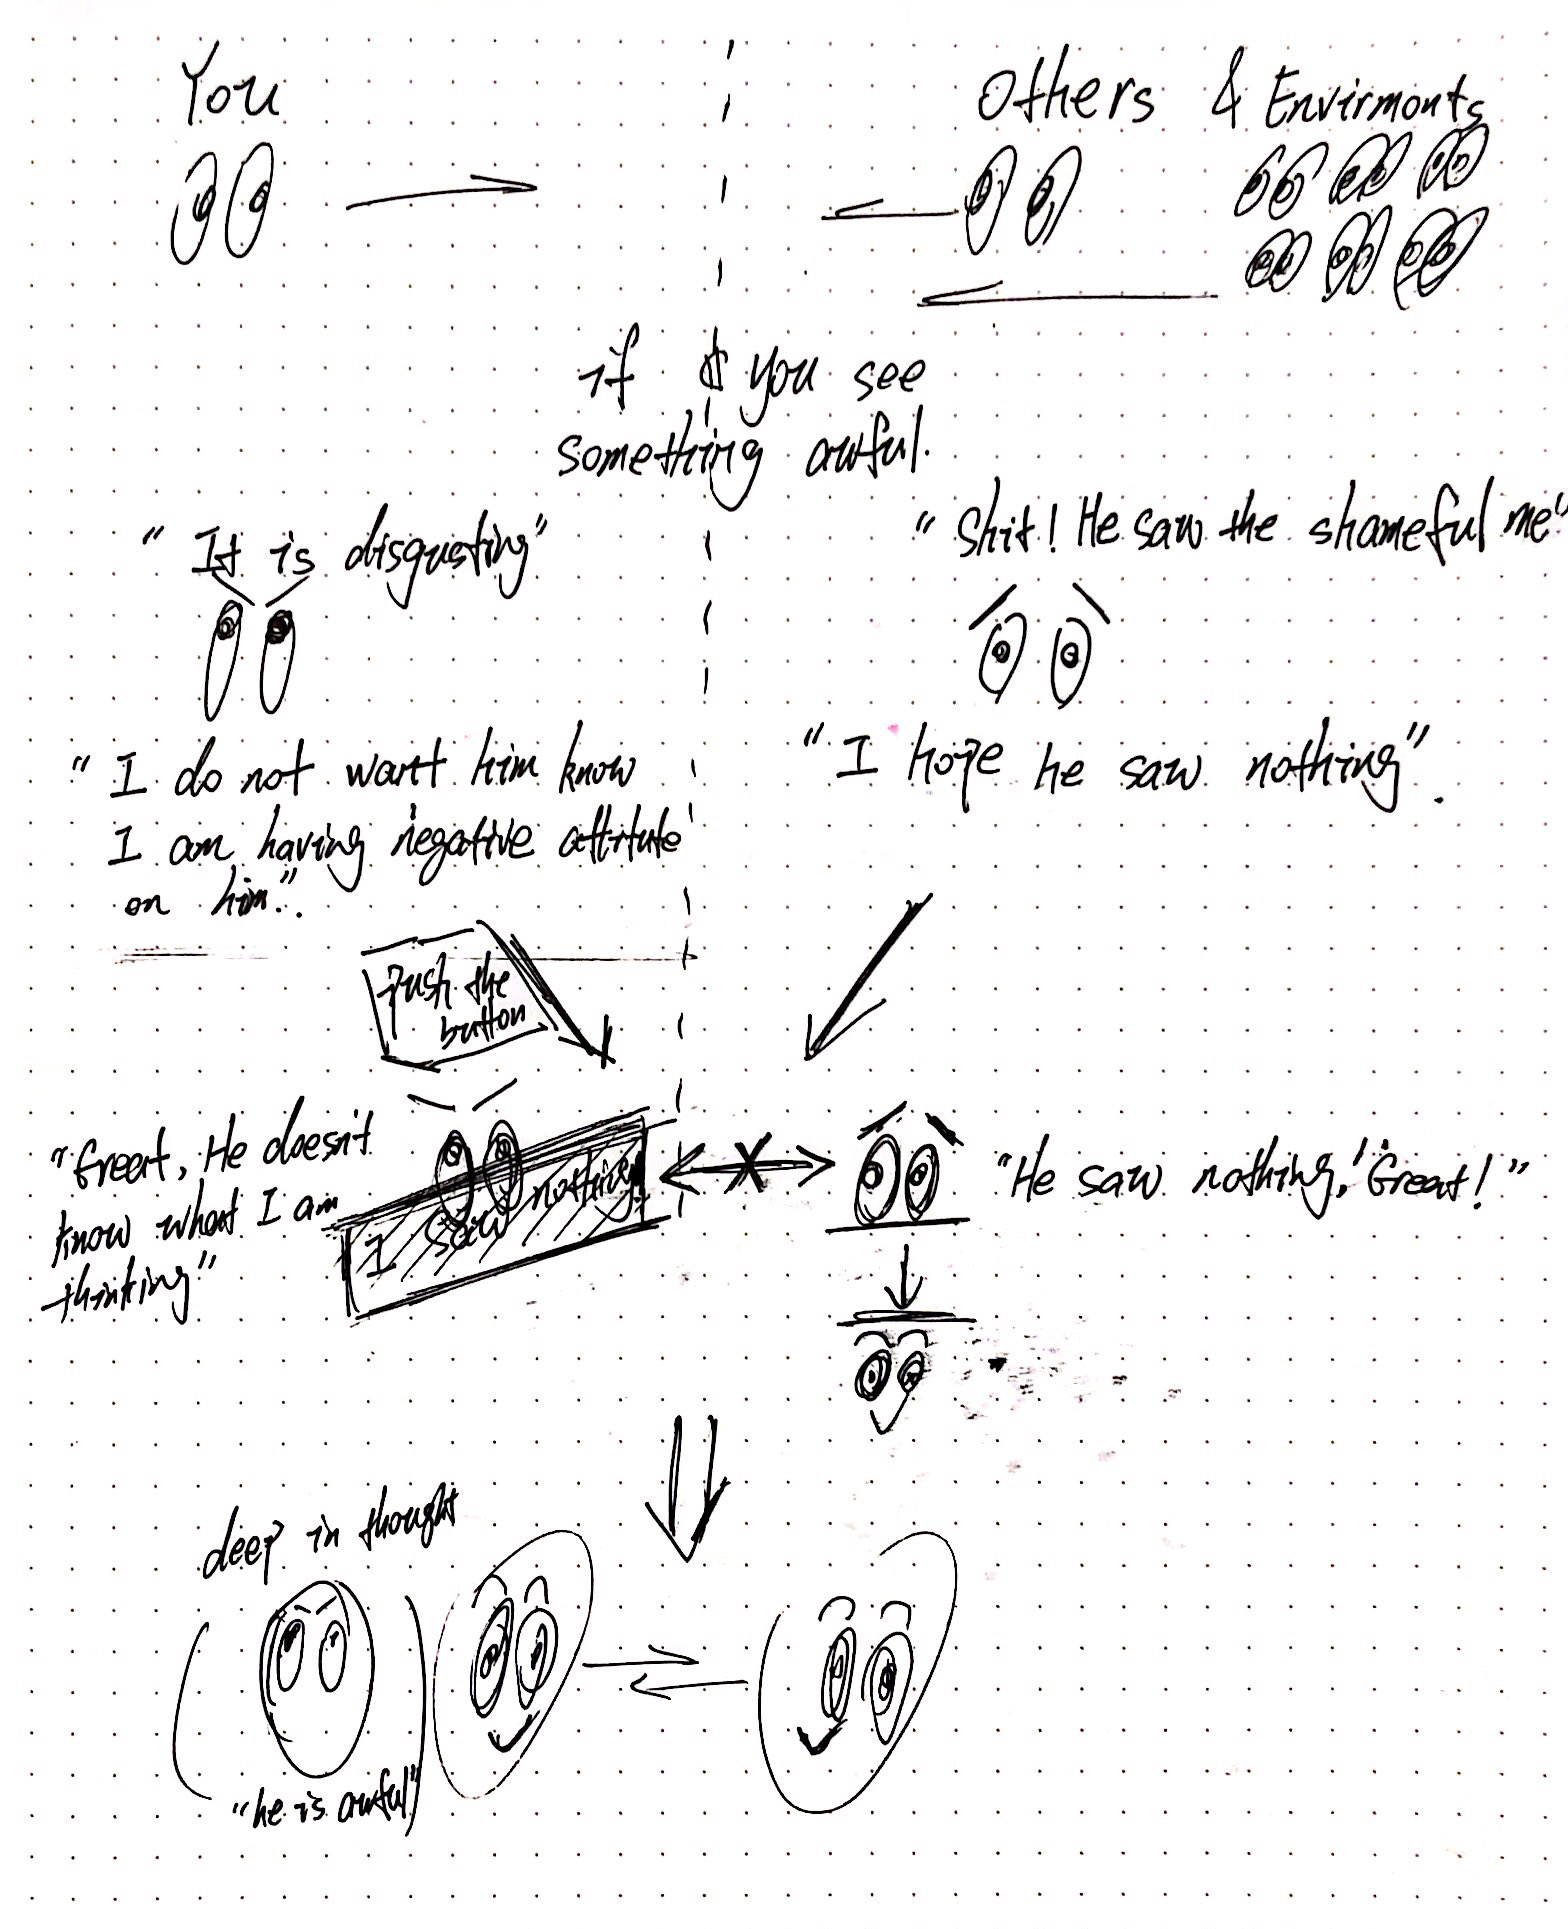 You
Others & Envirmonts
if you see
something awful.
"It is disgusting"
"Shit! He saw the shameful me"
"I do not want him know
I am having negative attitute
on him".
"I hope he saw nothing".
push the
button
"Great, He doesn't
know what I am
thinking"
I saw nothing!
"He saw nothing, Great!"
deep in thought
"he is awful"